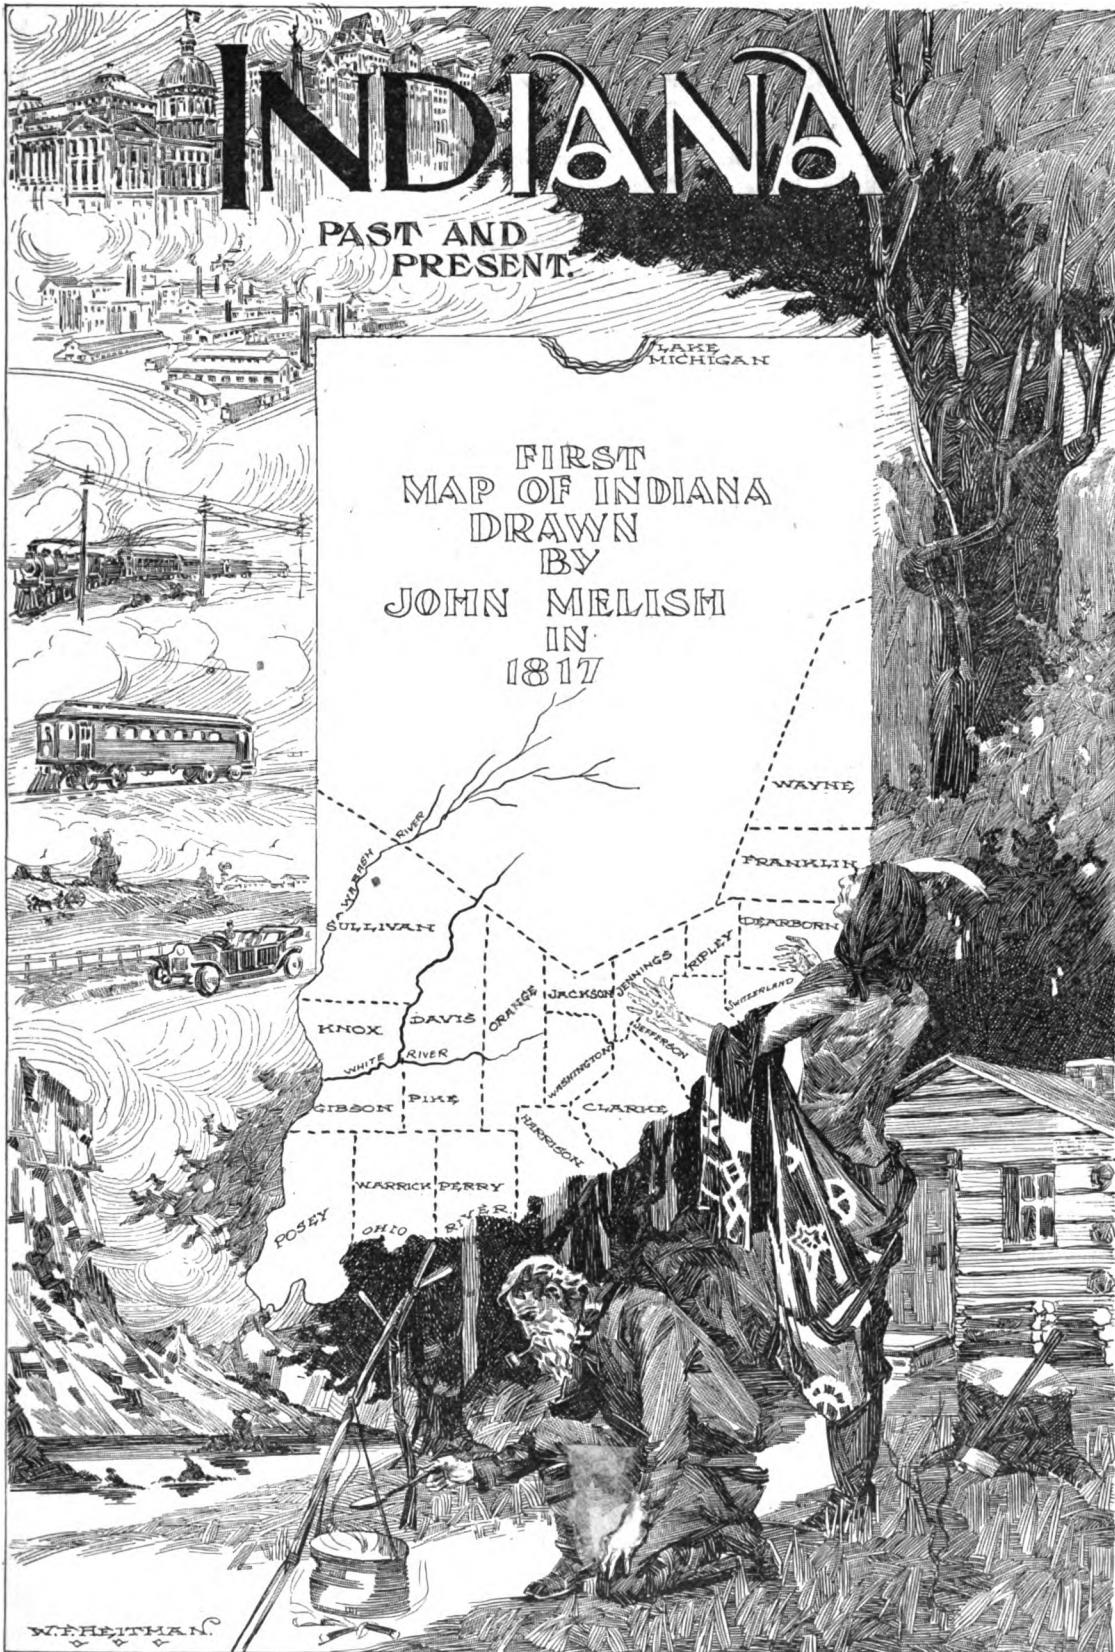 INDIANA
PAST AND
PRESENT.
LAKE
MICHIGAN
FIRST
MAP OF INDIANA
DRAWN
BY
JOHN MELISH
IN
1817
WAYNE
WABASH RIVER
FRANKLIN
SULLIVAN
DEARBORN
RIPLEY
JENNINGS
SWITZERLAND
ORANGE
JACKSON
KNOX
DAVIS
JEFFERSON
WHITE RIVER
WASHINGTON
GIBSON
PIKE
CLARKE
HARRISON
WARRICK
PERRY
POSEY
OHIO RIVER
W.F.HEITMAN.